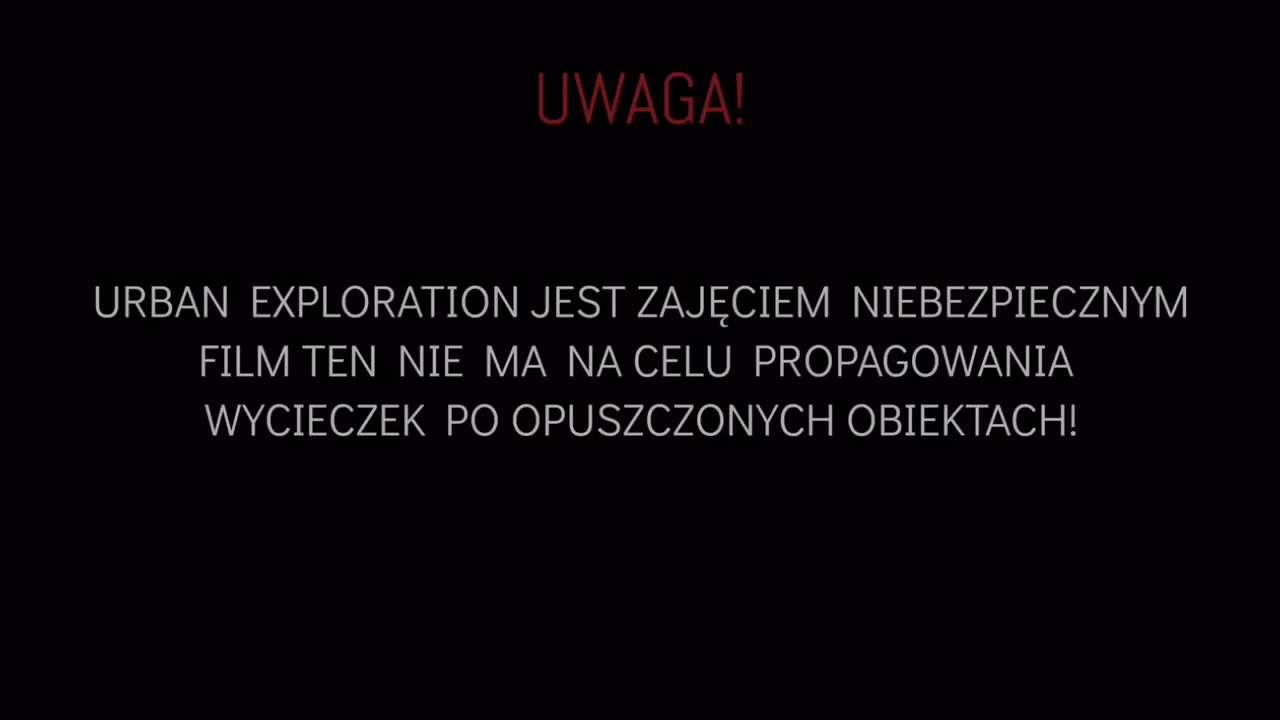 UWAGA!
URBAN EXPLORATION JEST ZAJĘCIEM NIEBEZPIECZNYM
FILM TEN NIE MA NA CELU PROPAGOWANIA
WYCIECZEK PO OPUSZCZONYCH OBIEKTACH!